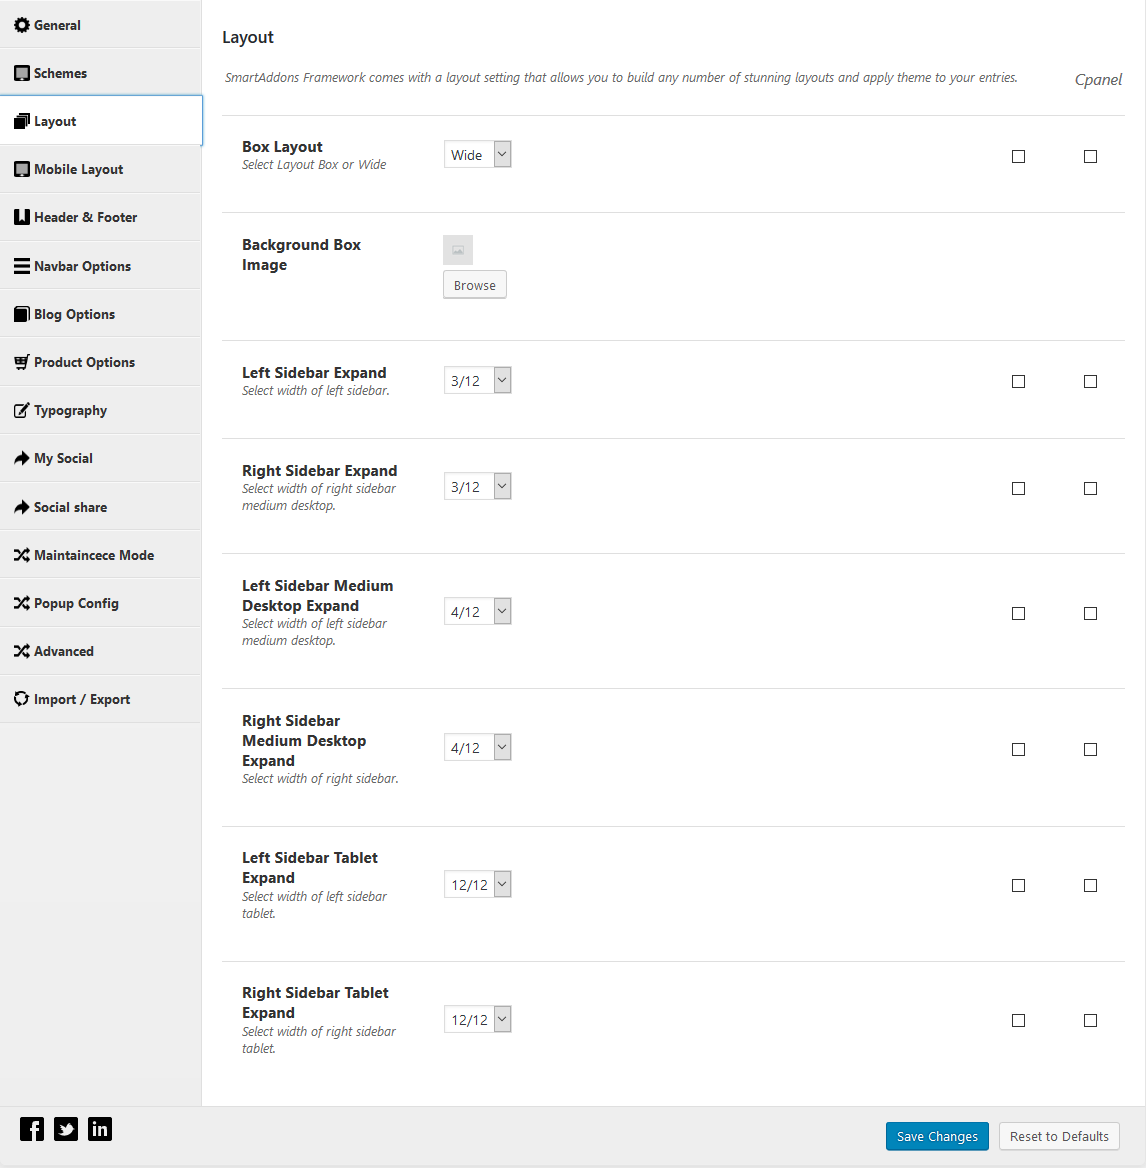 General
Schemes
Layout
Mobile Layout
Header & Footer
Navbar Options
Blog Options
Product Options
Typography
My Social
Social share
Maintaincece Mode
Popup Config
Advanced
Import / Export
Layout
SmartAddons Framework comes with a layout setting that allows you to build any number of stunning layouts and apply theme to your entries.
Cpanel
Box Layout
Select Layout Box or Wide
Wide
Background Box
Image
Browse
Left Sidebar Expand
Select width of left sidebar.
3/12
Right Sidebar Expand
Select width of right sidebar
medium desktop.
3/12
Left Sidebar Medium
Desktop Expand
Select width of left sidebar
medium desktop.
4/12
Right Sidebar
Medium Desktop
Expand
Select width of right sidebar.
4/12
Left Sidebar Tablet
Expand
Select width of left sidebar
tablet.
12/12
Right Sidebar Tablet
Expand
Select width of right sidebar
tablet.
12/12
Save Changes
Reset to Defaults